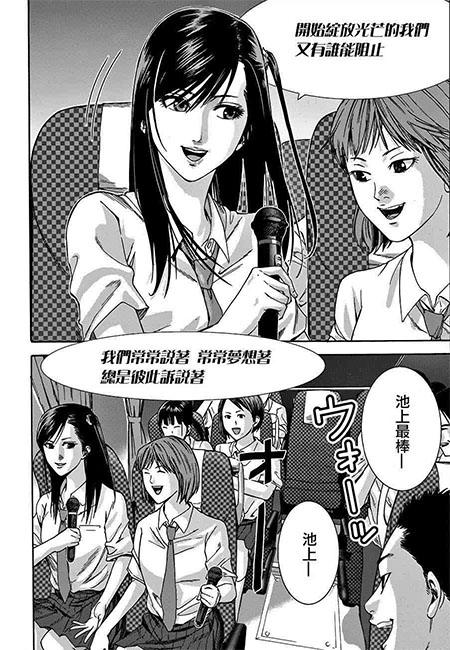 開始綻放光芒的我們
又有誰能阻止
我們常常説著 常常夢想著
總是彼此訴説著
池上最棒ー
ウォーッ
オ
池上ー